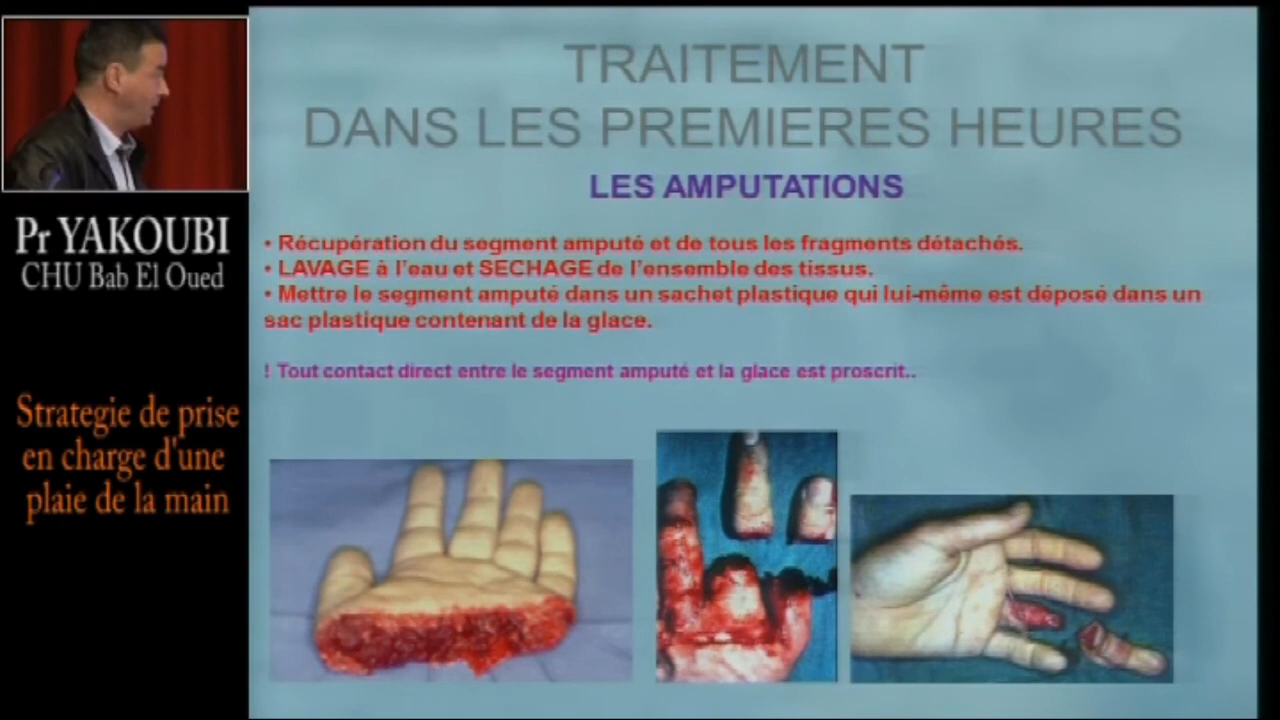 TRAITEMENT
DANS LES PREMIERES HEURES
LES AMPUTATIONS
• Récupération du segment amputé et de tous les fragments détachés.
• LAVAGE à l'eau et SECHAGE de l'ensemble des tissus.
• Mettre le segment amputé dans un sachet plastique qui lui-même est déposé dans un
sac plastique contenant de la glace.
! Tout contact direct entre le segment amputé et la glace est proscrit..
Pr YAKOUBI
CHU Bab El Oued
Strategie de prise
en charge d'une
plaie de la main